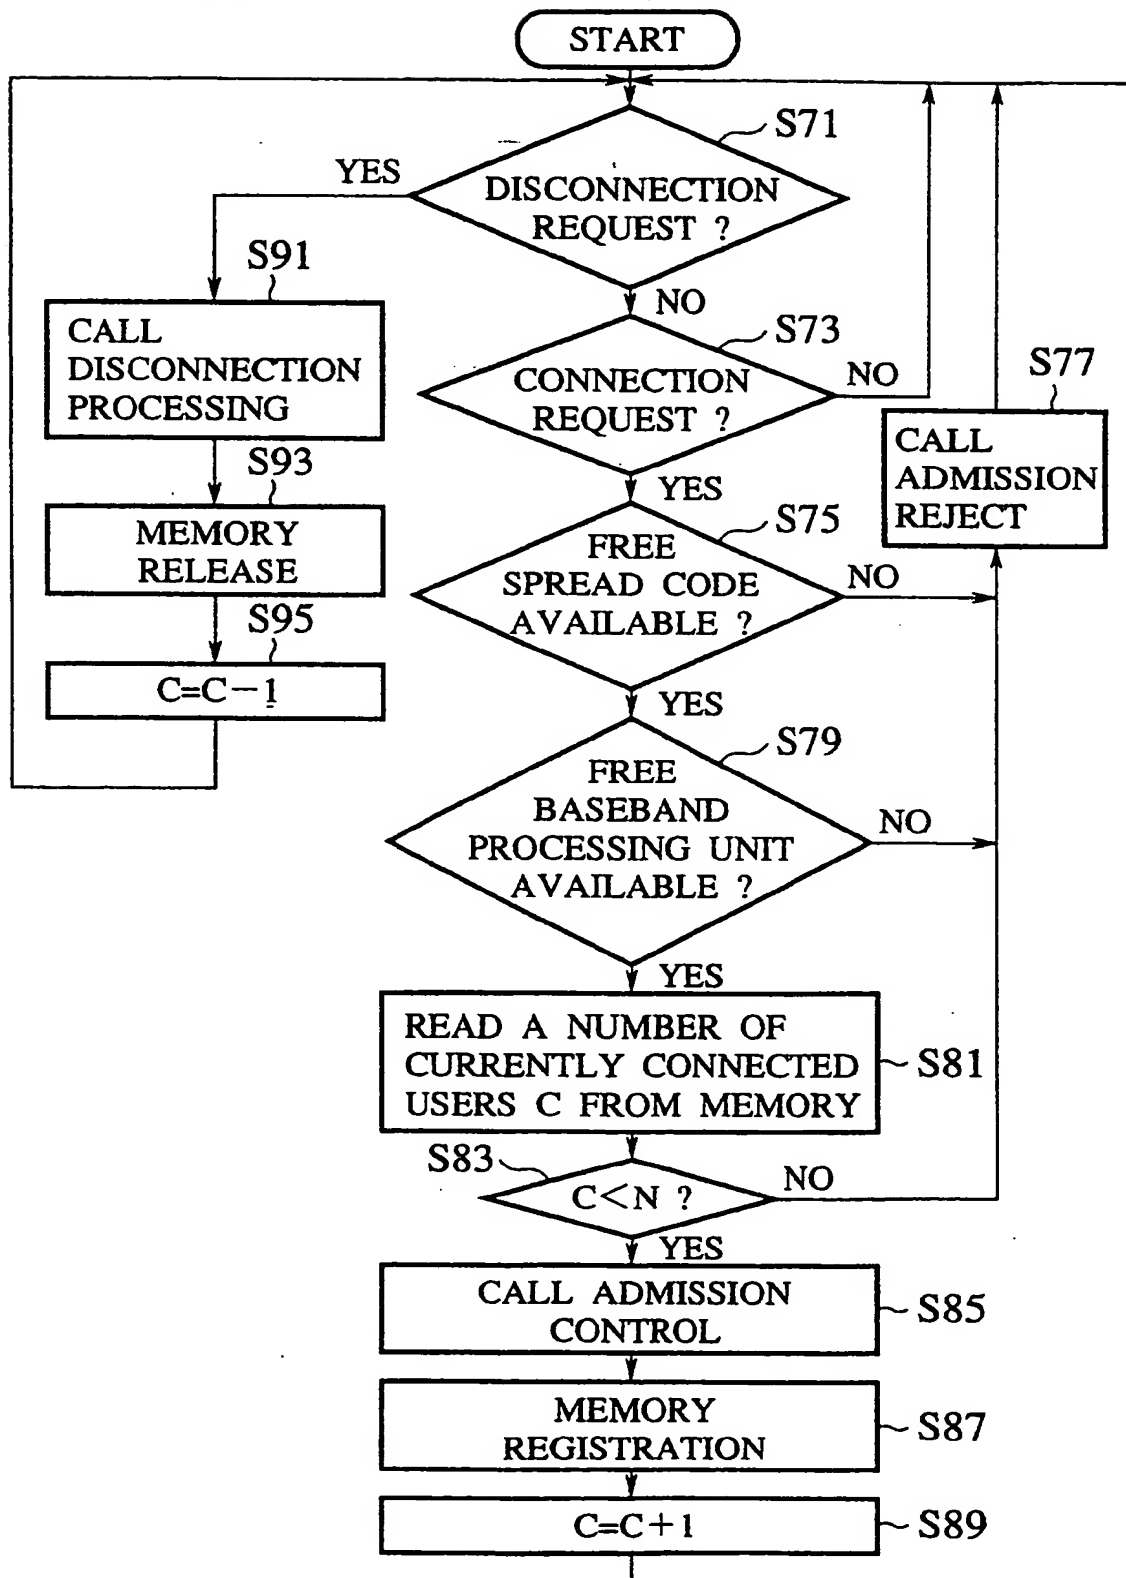 START
S71
YES
DISCONNECTION
REQUEST ?
S91
NO
CALL
DISCONNECTION
PROCESSING
S73
CONNECTION
REQUEST ?
NO
S77
CALL
ADMISSION
REJECT
S93
YES
MEMORY
RELEASE
S75
FREE
SPREAD CODE
AVAILABLE ?
NO
S95
C=C-1
YES
S79
FREE
BASEBAND
PROCESSING UNIT
AVAILABLE ?
NO
YES
READ A NUMBER OF
CURRENTLY CONNECTED
USERS C FROM MEMORY
S81
S83
C<N ?
NO
YES
CALL ADMISSION
CONTROL
S85
MEMORY
REGISTRATION
S87
C=C+1
S89